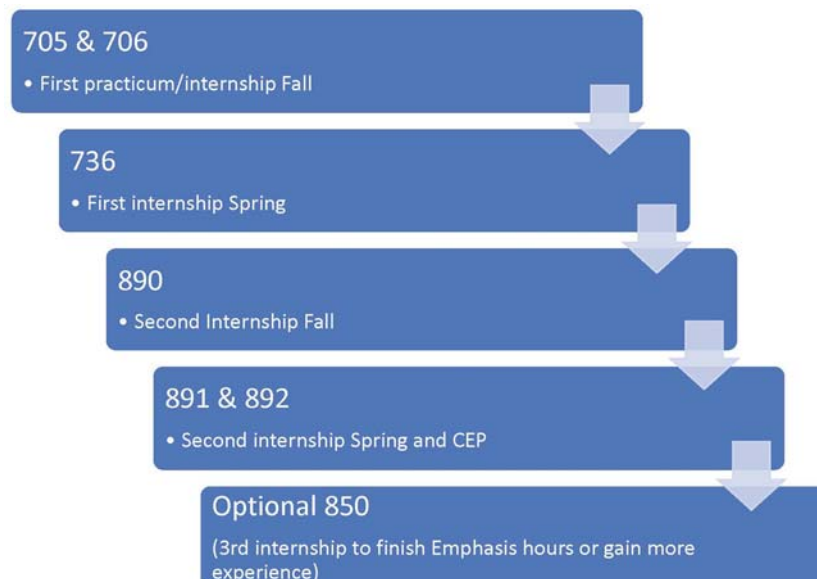 705 & 706
• First practicum/internship Fall
736
• First internship Spring
890
• Second Internship Fall
891 & 892
• Second internship Spring and CEP
Optional 850
(3rd internship to finish Emphasis hours or gain more
experience)